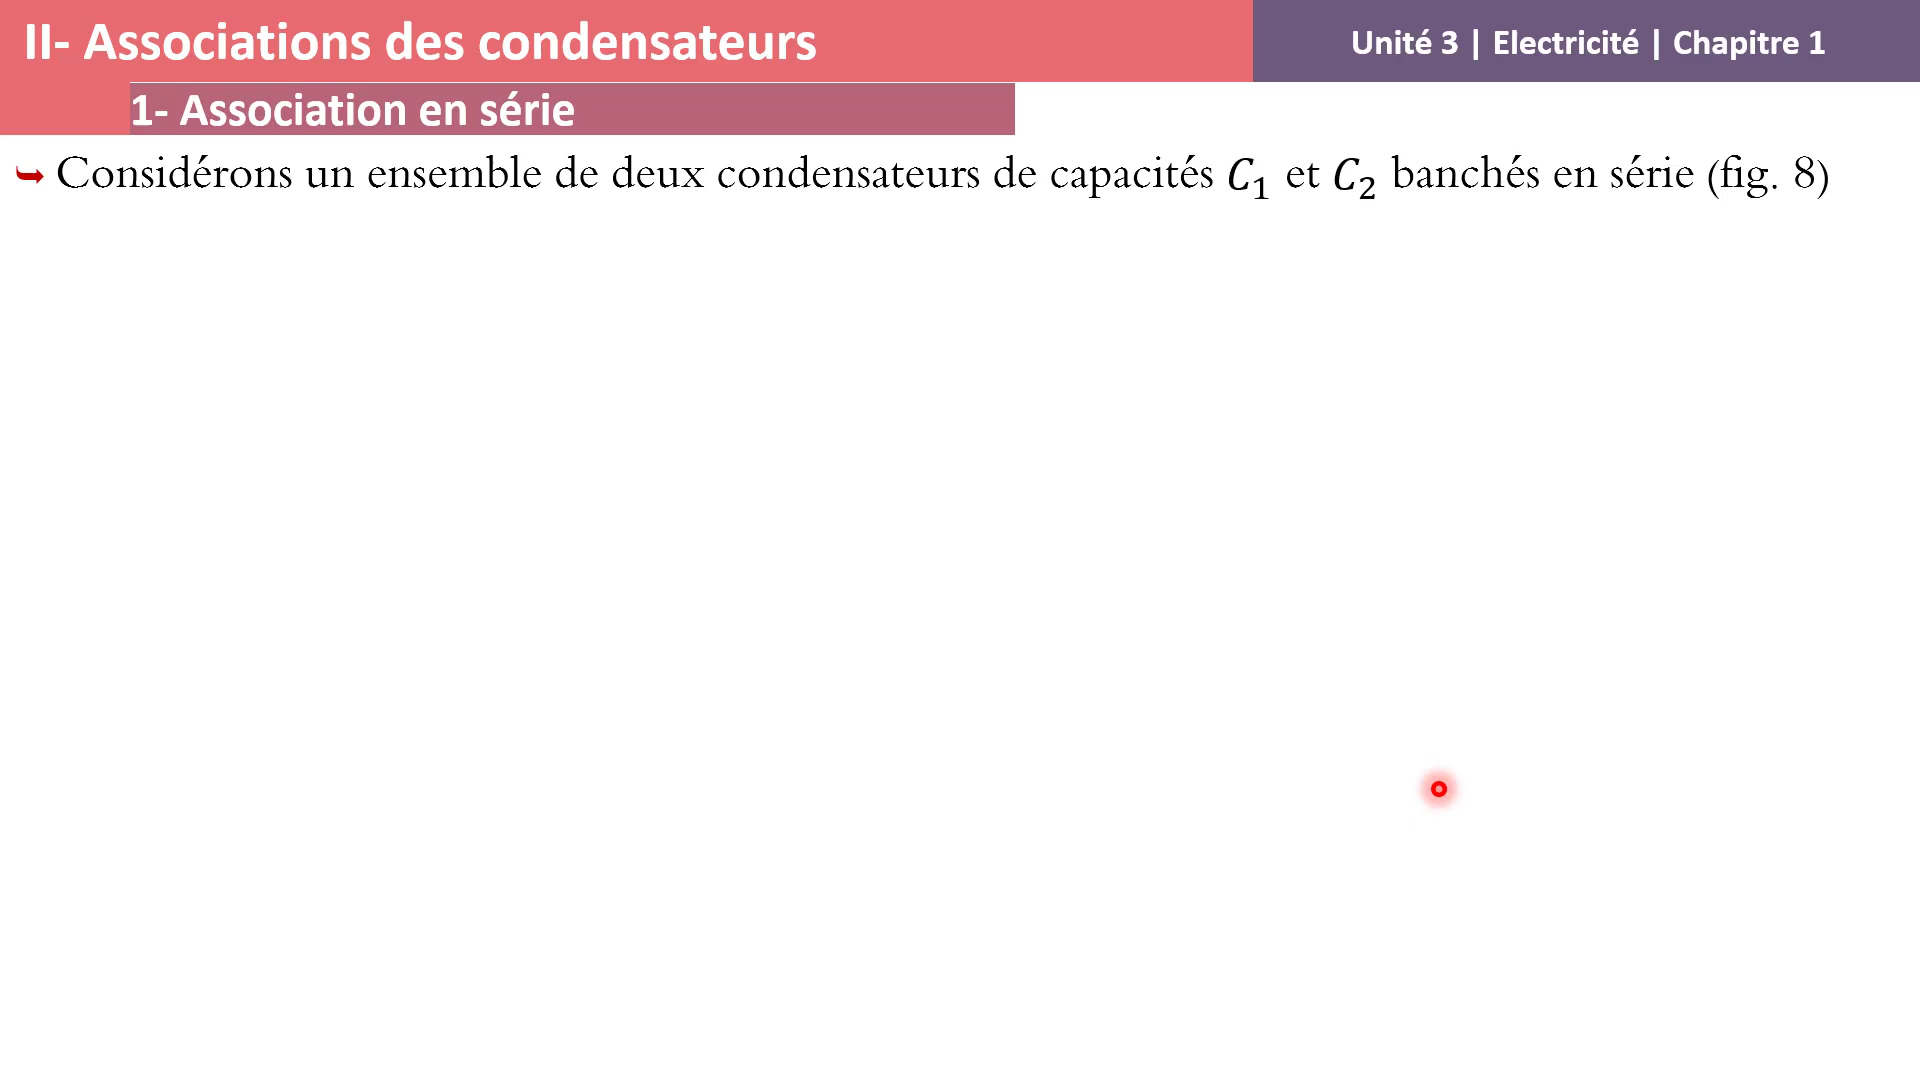 II- Associations des condensateurs
Unité 3 | Electricité | Chapitre 1
1- Association en série
➥ Considérons un ensemble de deux condensateurs de capacités C₁ et C₂ banchés en série (fig. 8)